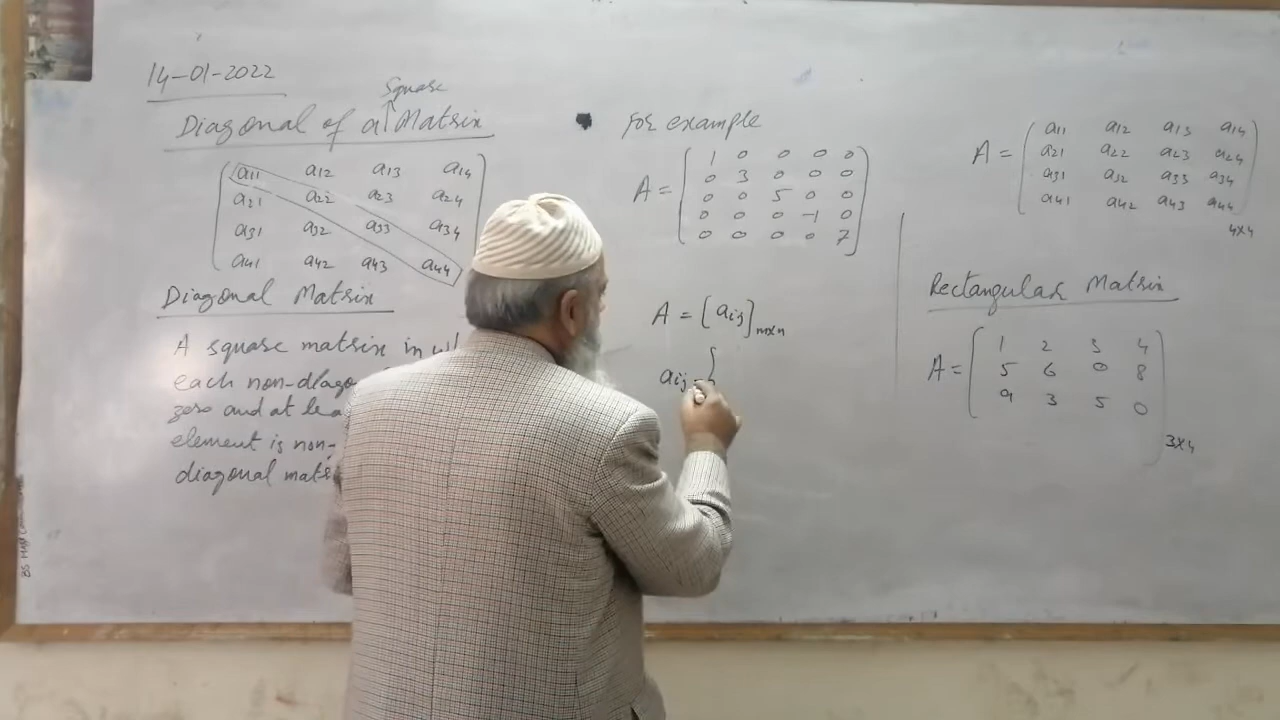 14-01-2022
Square
Diagonal of a Matrix
a11 a12 a13 a14
a21 a22 a23 a24
a31 a32 a33 a34
a41 a42 a43 a44
Diagonal Matrix
A square matrix in
each non-diago
zero and at lea
element is non-
diagonal mat
For example
A =
1 0 0 0 0
0 3 0 0 0
0 0 5 0 0
0 0 0 -1 0
0 0 0 0 7
A = [aij]
aij = {
A =
a11 a12 a13 a14
a21 a22 a23 a24
a31 a32 a33 a34
a41 a42 a43 a44
4x4
Rectangular Matrix
A =
1 2 3 4
5 6 0 8
9 3 5 0
3x4